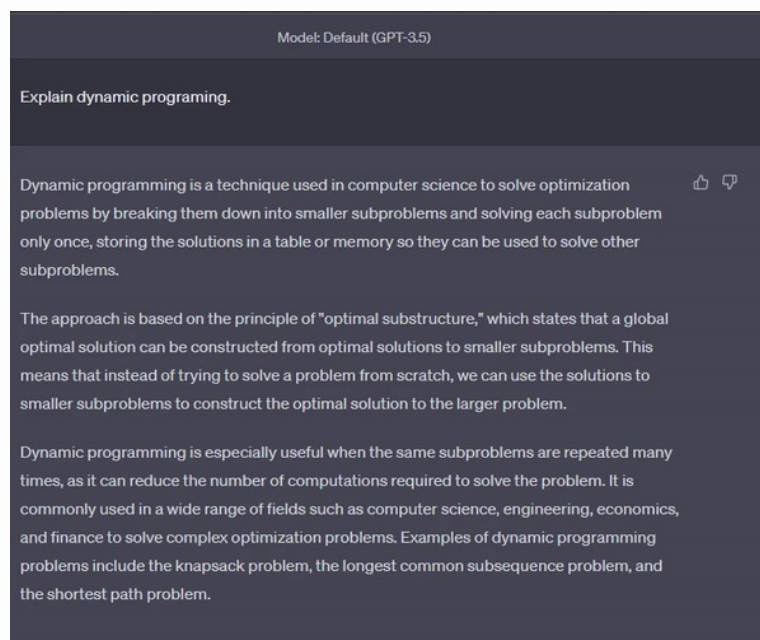 Model: Default (GPT-3.5)
Explain dynamic programing.
Dynamic programming is a technique used in computer science to solve optimization
problems by breaking them down into smaller subproblems and solving each subproblem
only once, storing the solutions in a table or memory so they can be used to solve other
subproblems.
The approach is based on the principle of "optimal substructure," which states that a global
optimal solution can be constructed from optimal solutions to smaller subproblems. This
means that instead of trying to solve a problem from scratch, we can use the solutions to
smaller subproblems to construct the optimal solution to the larger problem.
Dynamic programming is especially useful when the same subproblems are repeated many
times, as it can reduce the number of computations required to solve the problem. It is
commonly used in a wide range of fields such as computer science, engineering, economics,
and finance to solve complex optimization problems. Examples of dynamic programming
problems include the knapsack problem, the longest common subsequence problem, and
the shortest path problem.